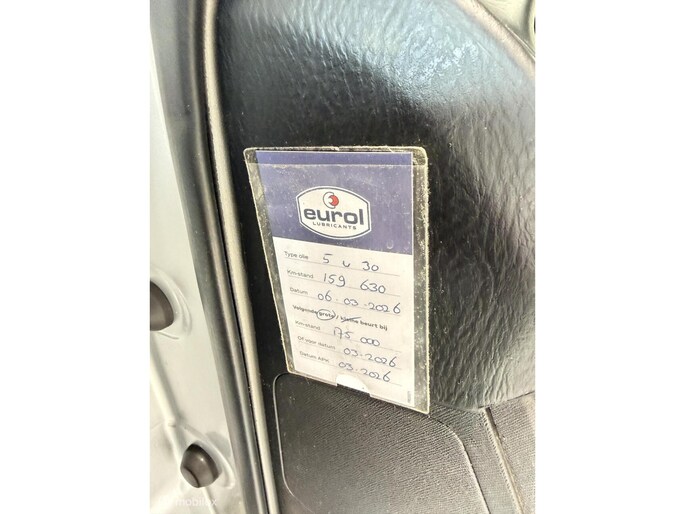 eurol
LUBRICANTS
Type olie 5 w 30
Km-stand 159 630
Datum 06-03-2026
Volgende grote / kleine beurt bij
Km-stand 175 000
Of voor datum 03-2026
Datum APK 03-2026